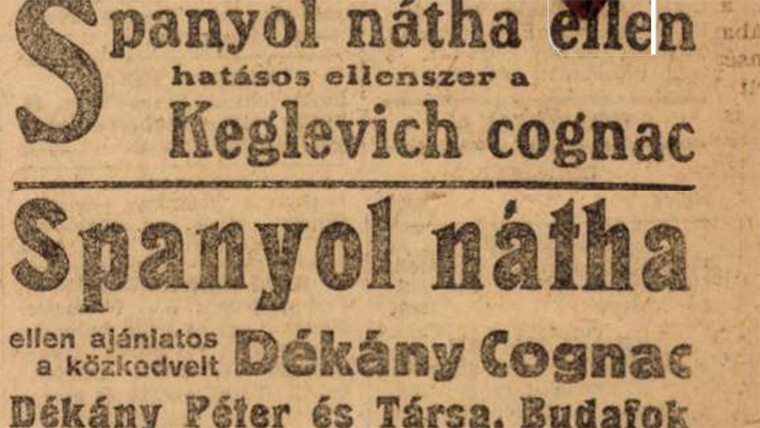 Spanyol nátha ellen
hatásos ellenszer a
Keglevich cognac
Spanyol nátha
ellen ajánlatos
a közkedvelt
Dékány Cognac
Dékány Péter és Társa, Budafok